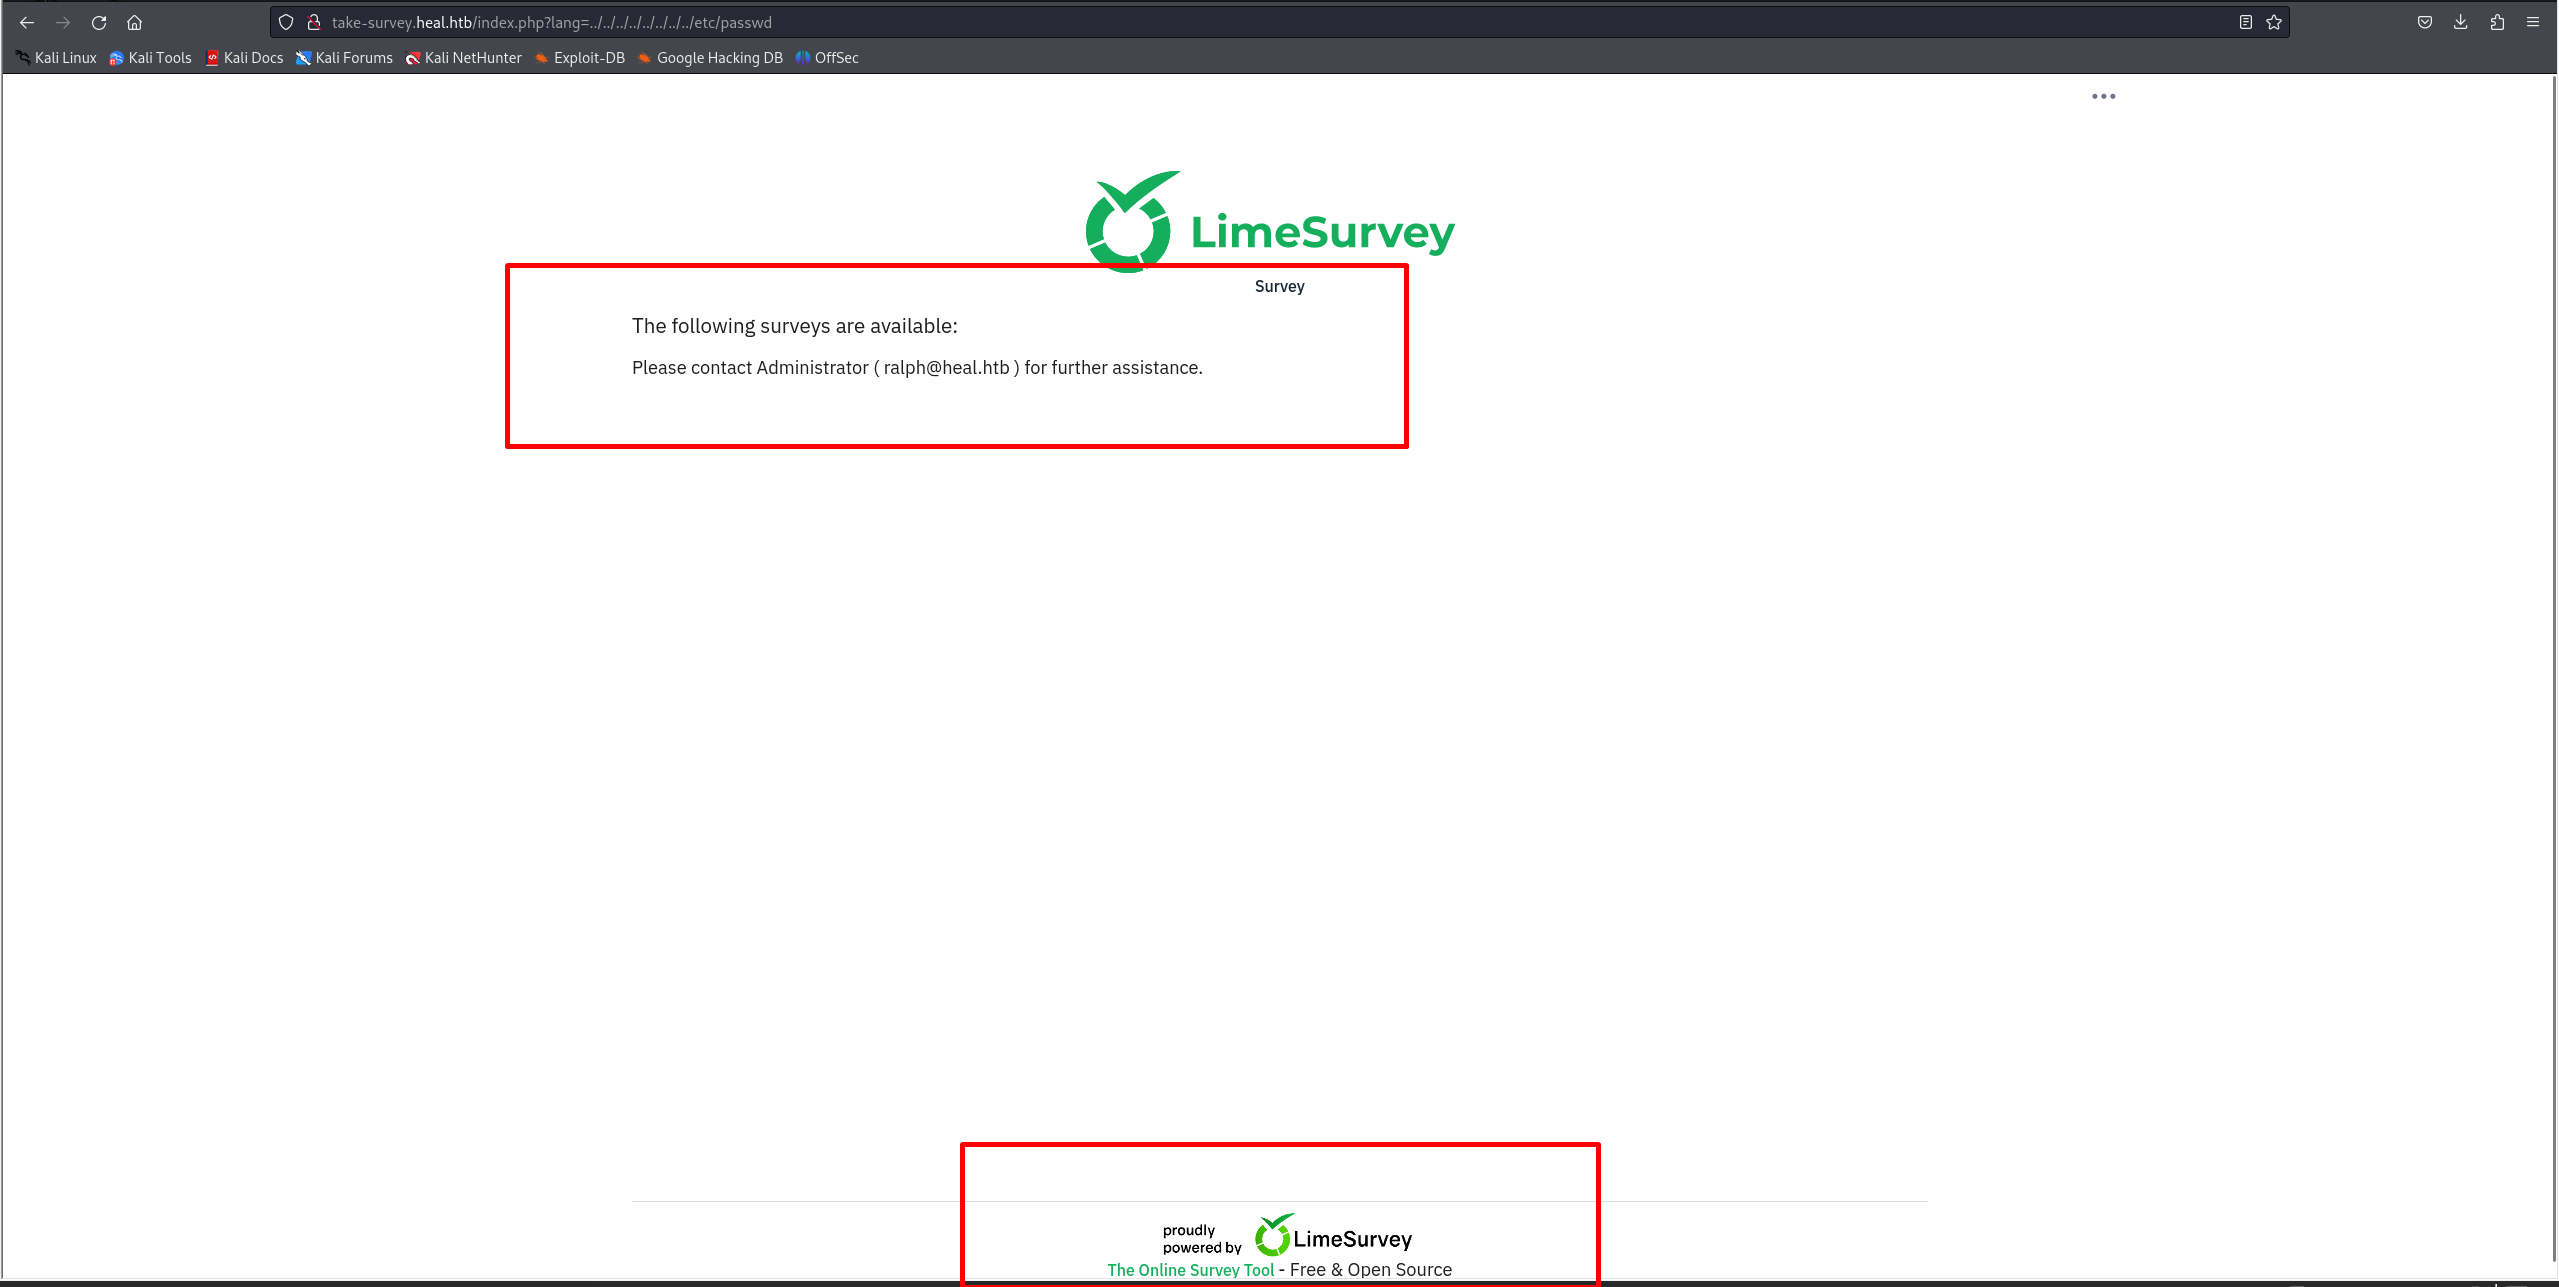 take-survey.heal.htb/index.php?lang=../../../../../../../../etc/passwd
Kali Linux Kali Tools Kali Docs Kali Forums Kali NetHunter Exploit-DB Google Hacking DB OffSec
LimeSurvey
Survey
The following surveys are available:
Please contact Administrator ( ralph@heal.htb ) for further assistance.
proudly
powered by LimeSurvey
The Online Survey Tool - Free & Open Source